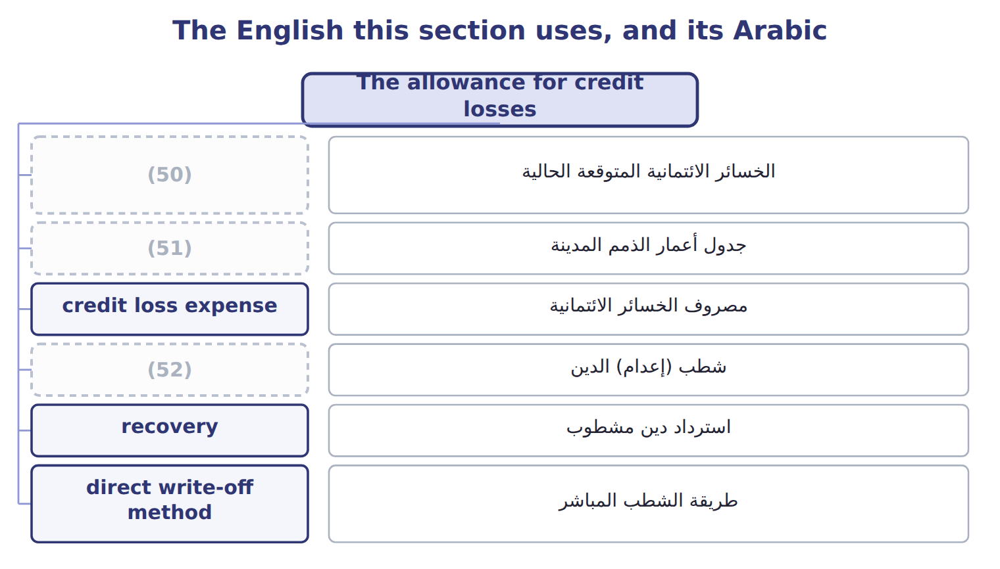 The English this section uses, and its Arabic
The allowance for credit
losses
(50)
الخسائر الائتمانية المتوقعة الحالية
(51)
جدول أعمار الذمم المدينة
credit loss expense
مصروف الخسائر الائتمانية
(52)
شطب (إعدام) الدين
recovery
استرداد دين مشطوب
direct write-off
method
طريقة الشطب المباشر